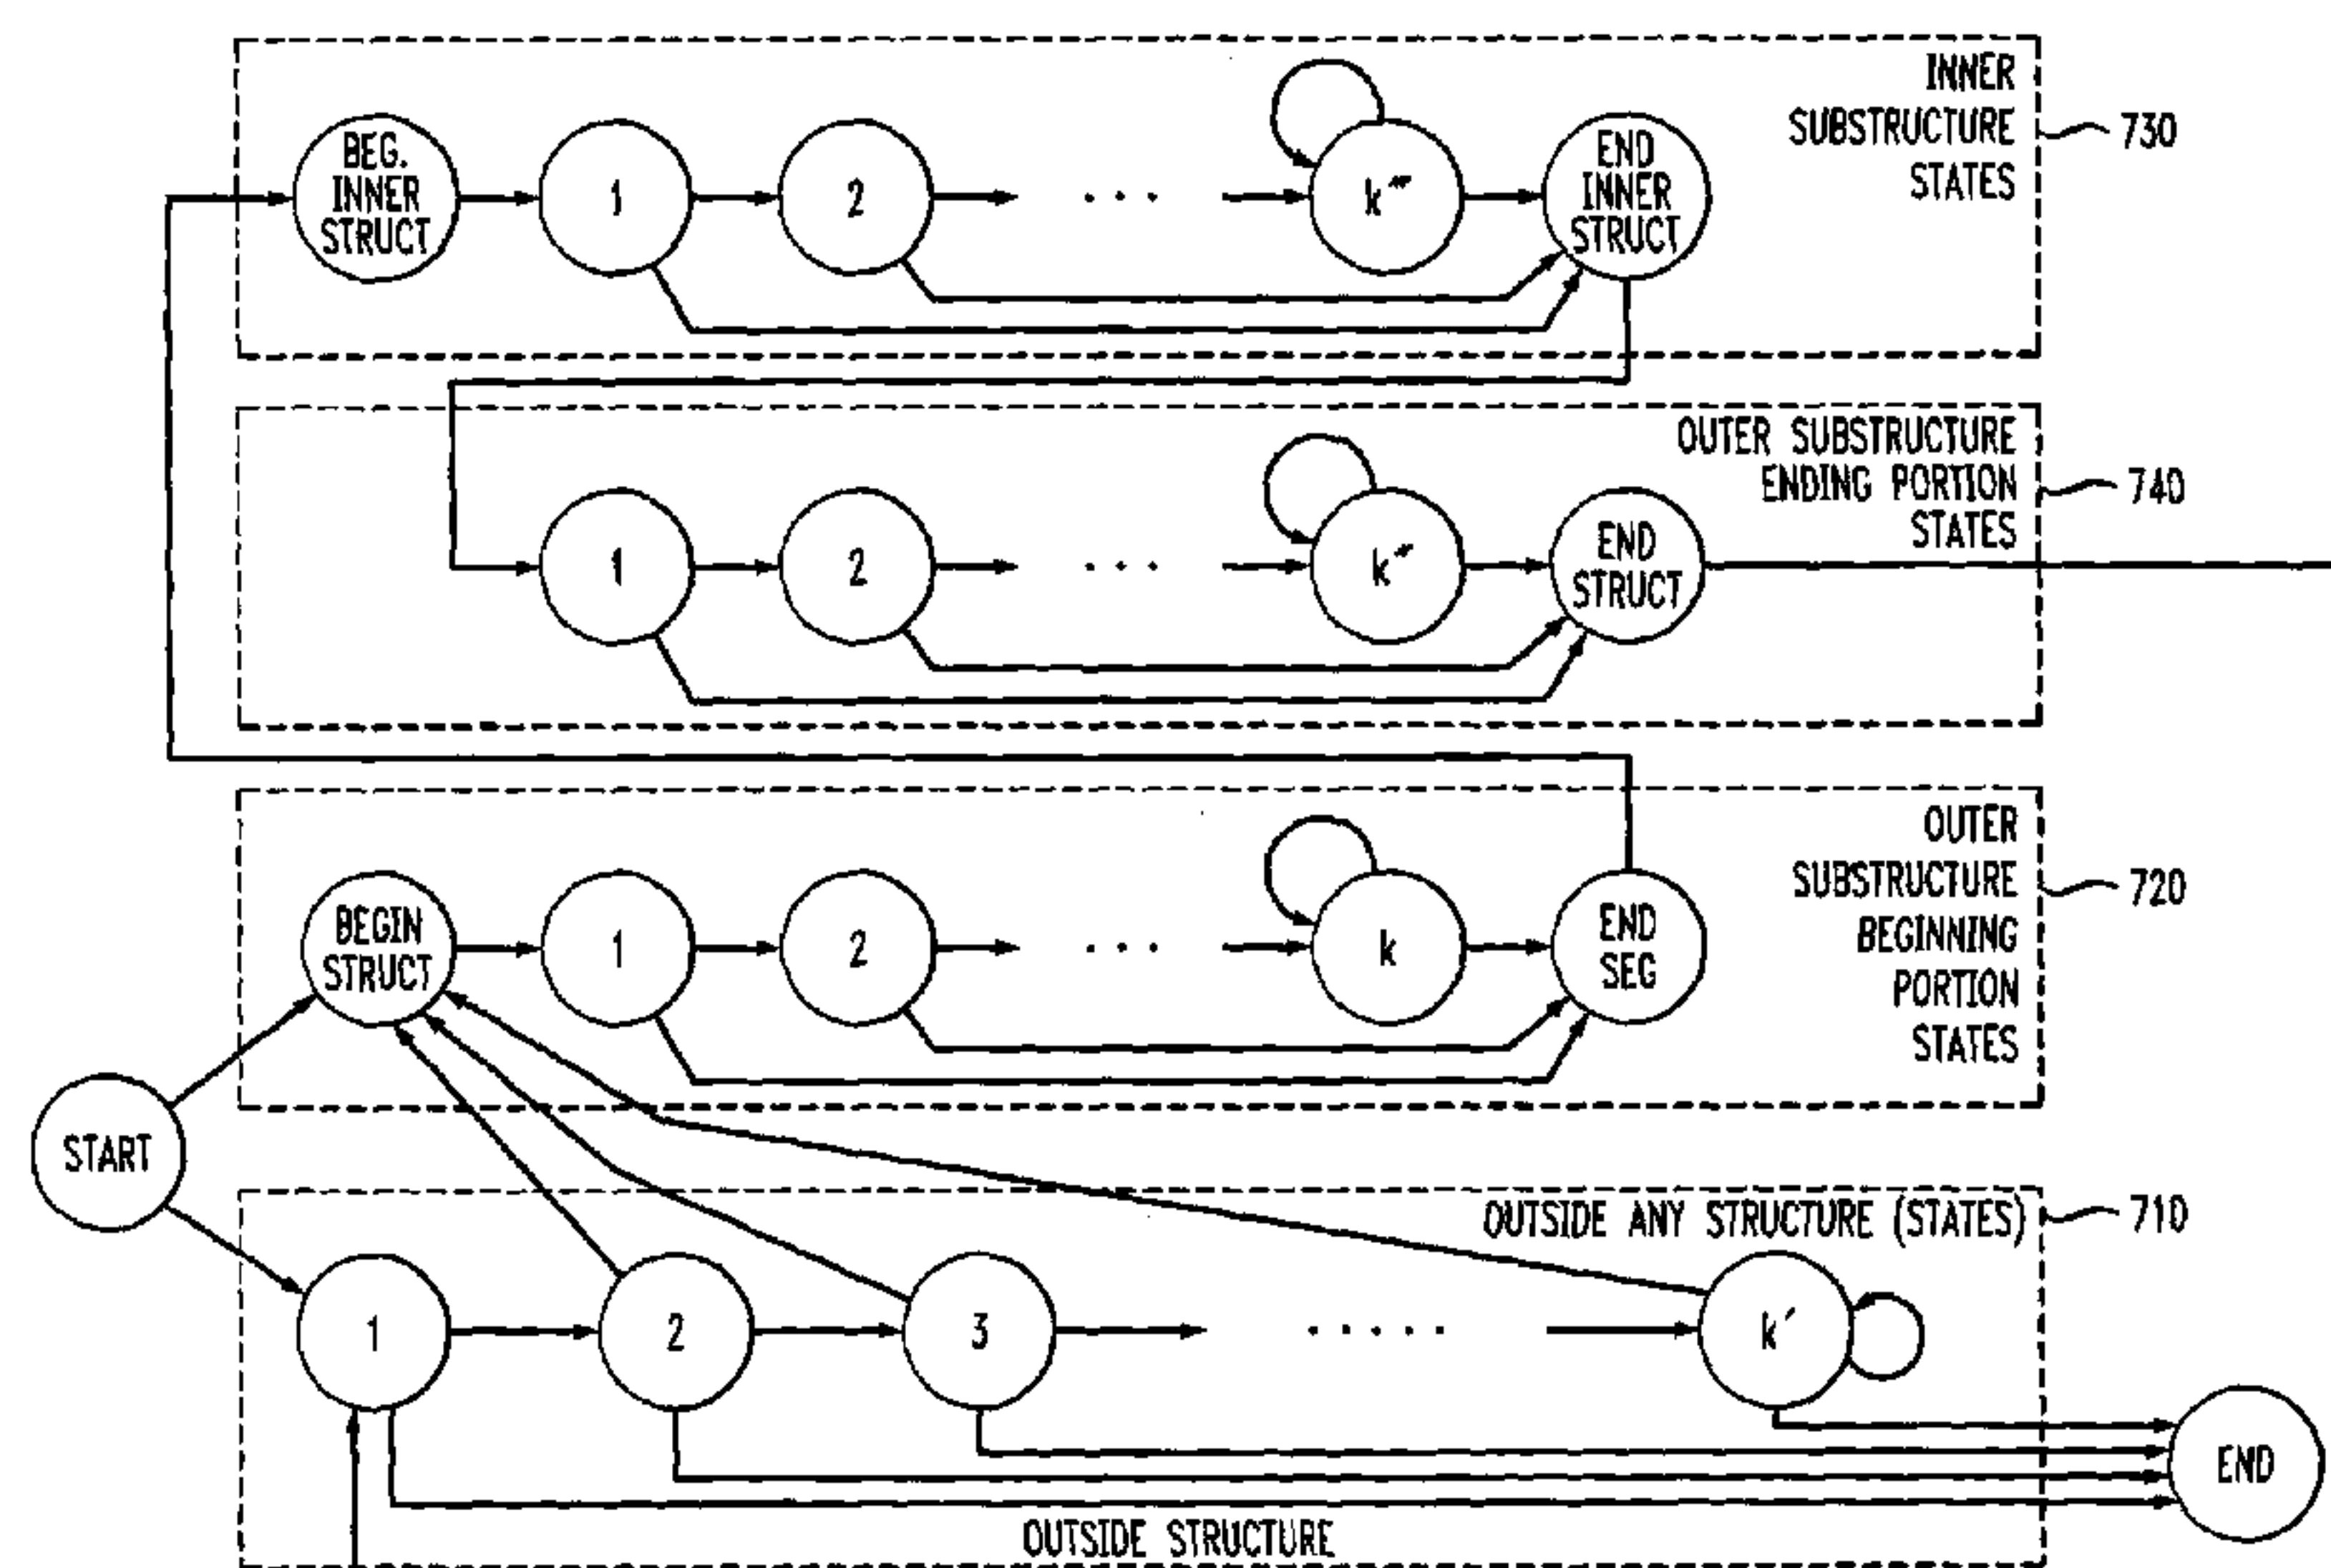 INNER
SUBSTRUCTURE
STATES
730
BEG.
INNER
STRUCT
1
2
. . .
k‴
END
INNER
STRUCT
OUTER SUBSTRUCTURE
ENDING PORTION
STATES
740
1
2
. . .
k″
END
STRUCT
OUTER
SUBSTRUCTURE
BEGINNING
PORTION
STATES
720
BEGIN
STRUCT
1
2
. . .
k
END
SEG
START
OUTSIDE ANY STRUCTURE (STATES)
710
1
2
3
. . . . .
k′
END
OUTSIDE STRUCTURE